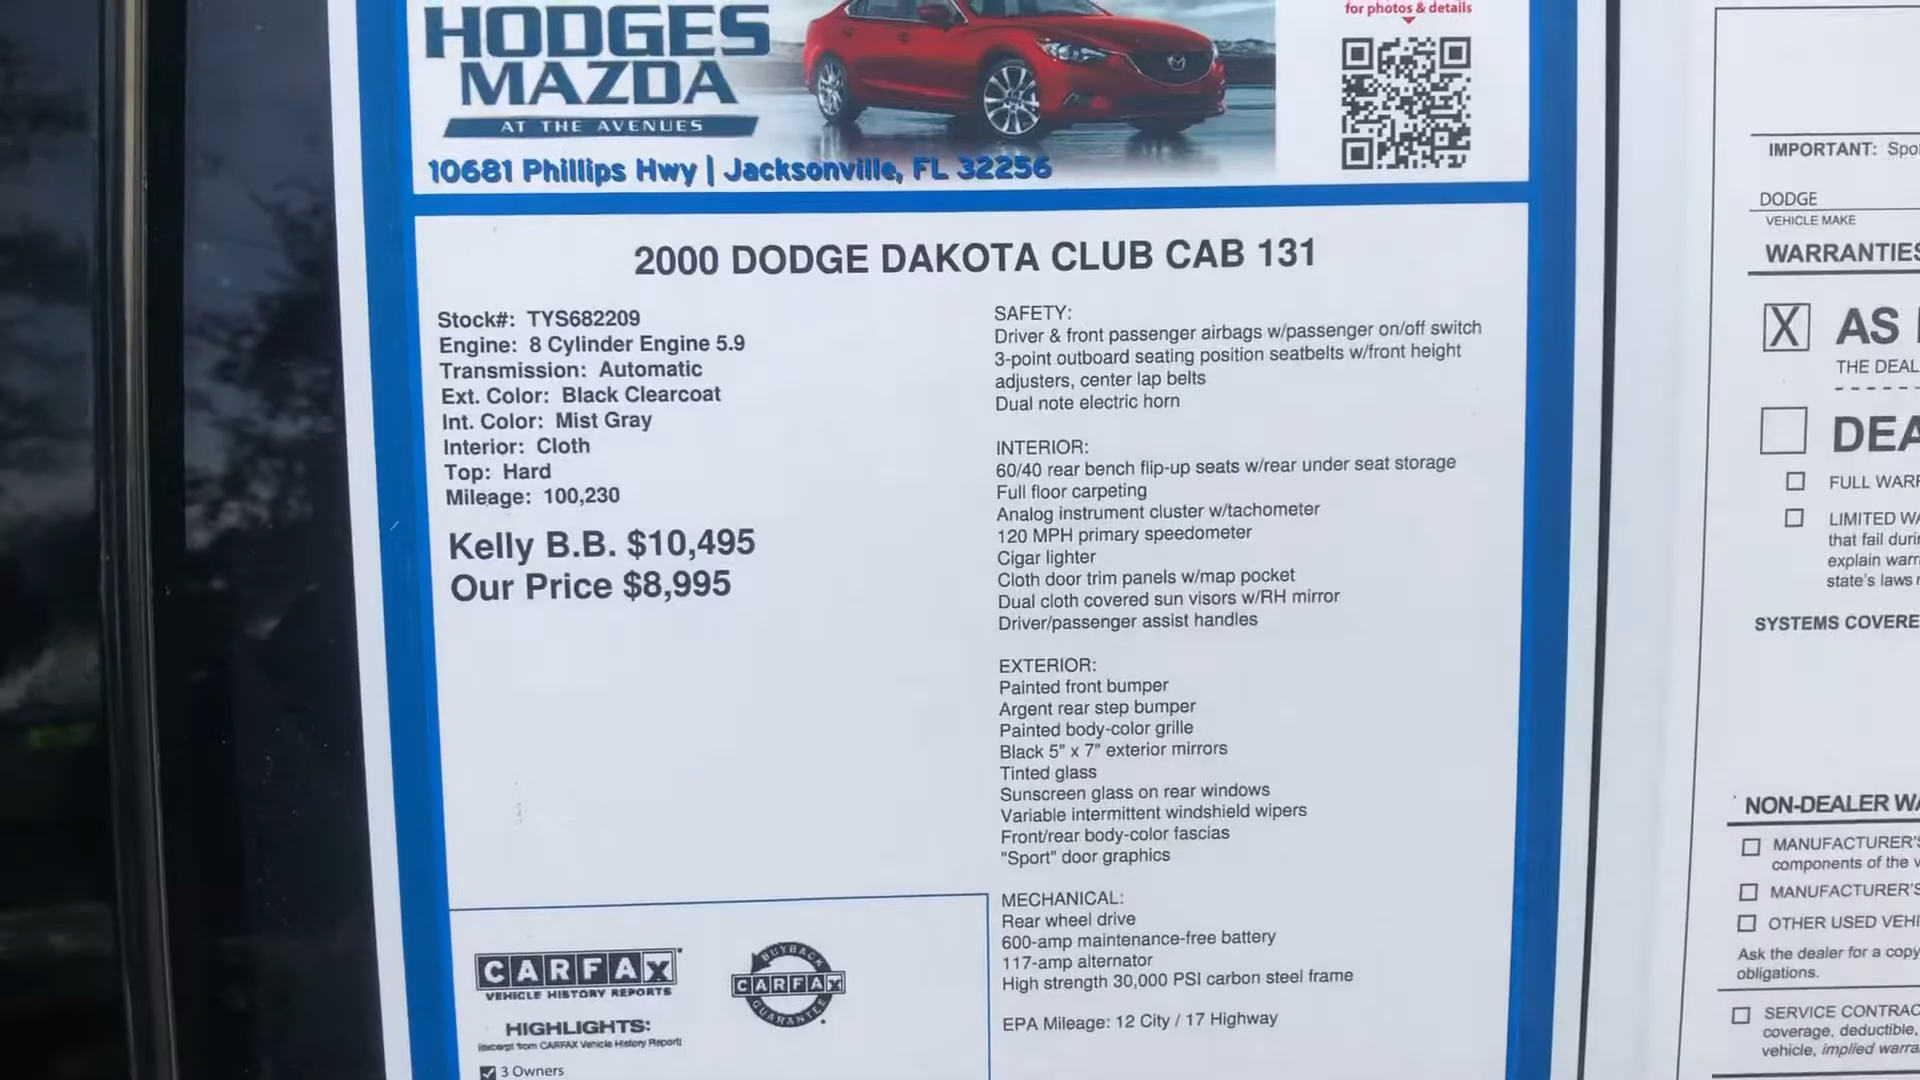 for photos & details
HODGES
MAZDA
AT THE AVENUES
10681 Phillips Hwy | Jacksonville, FL 32256
2000 DODGE DAKOTA CLUB CAB 131
Stock#: TYS682209
Engine: 8 Cylinder Engine 5.9
Transmission: Automatic
Ext. Color: Black Clearcoat
Int. Color: Mist Gray
Interior: Cloth
Top: Hard
Mileage: 100,230
Kelly B.B. $10,495
Our Price $8,995
SAFETY:
Driver & front passenger airbags w/passenger on/off switch
3-point outboard seating position seatbelts w/front height
adjusters, center lap belts
Dual note electric horn
INTERIOR:
60/40 rear bench flip-up seats w/rear under seat storage
Full floor carpeting
Analog instrument cluster w/tachometer
120 MPH primary speedometer
Cigar lighter
Cloth door trim panels w/map pocket
Dual cloth covered sun visors w/RH mirror
Driver/passenger assist handles
EXTERIOR:
Painted front bumper
Argent rear step bumper
Painted body-color grille
Black 5" x 7" exterior mirrors
Tinted glass
Sunscreen glass on rear windows
Variable intermittent windshield wipers
Front/rear body-color fascias
"Sport" door graphics
MECHANICAL:
Rear wheel drive
600-amp maintenance-free battery
117-amp alternator
High strength 30,000 PSI carbon steel frame
EPA Mileage: 12 City / 17 Highway
CARFAX
VEHICLE HISTORY REPORTS
BUYBACK
CARFAX
GUARANTEE
HIGHLIGHTS:
(excerpt from CARFAX Vehicle History Report)
3 Owners
IMPORTANT: Spo
DODGE
VEHICLE MAKE
WARRANTIES
X AS
THE DEAL
DEA
FULL WARR
LIMITED WA
that fail duri
explain warr
state's laws
SYSTEMS COVERE
NON-DEALER WA
MANUFACTURER'S
components of the v
MANUFACTURER'S
OTHER USED VEHI
Ask the dealer for a copy
obligations.
SERVICE CONTRAC
coverage, deductible,
vehicle, implied warra